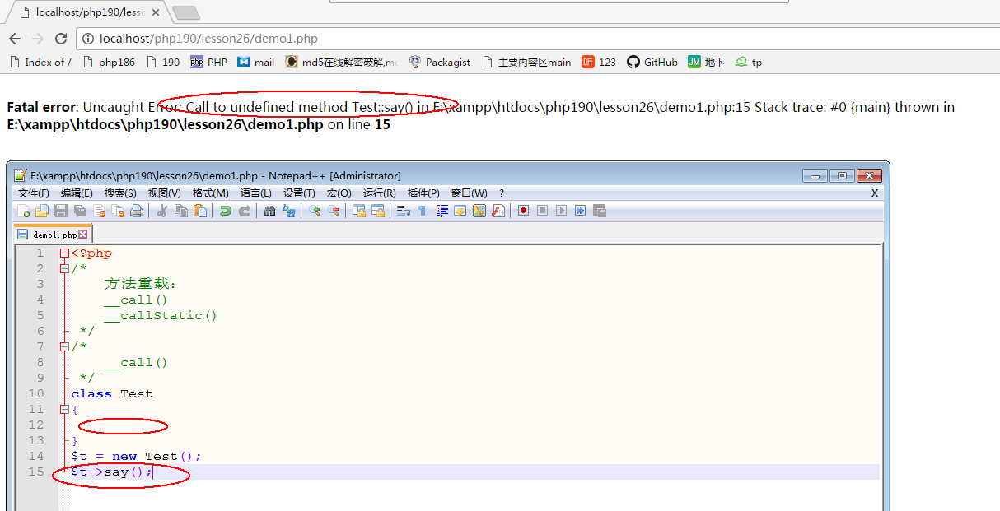 localhost/php190/less
localhost/php190/lesson26/demo1.php
Index of / php186 190 php PHP mail md5在线解密破解,m Packagist 主要内容区main 听 123 GitHub JM 地下 tp
Fatal error: Uncaught Error: Call to undefined method Test::say() in E:\xampp\htdocs\php190\lesson26\demo1.php:15 Stack trace: #0 {main} thrown in
E:\xampp\htdocs\php190\lesson26\demo1.php on line 15
E:\xampp\htdocs\php190\lesson26\demo1.php - Notepad++ [Administrator]
文件(F) 编辑(E) 搜索(S) 视图(V) 格式(M) 语言(L) 设置(T) 宏(O) 运行(R) 插件(P) 窗口(W) ? X
demo1.php
1 <?php
2 /*
3 方法重载：
4 __call()
5 __callStatic()
6 */
7 /*
8 __call()
9 */
10 class Test
11 {
12
13 }
14 $t = new Test();
15 $t->say();